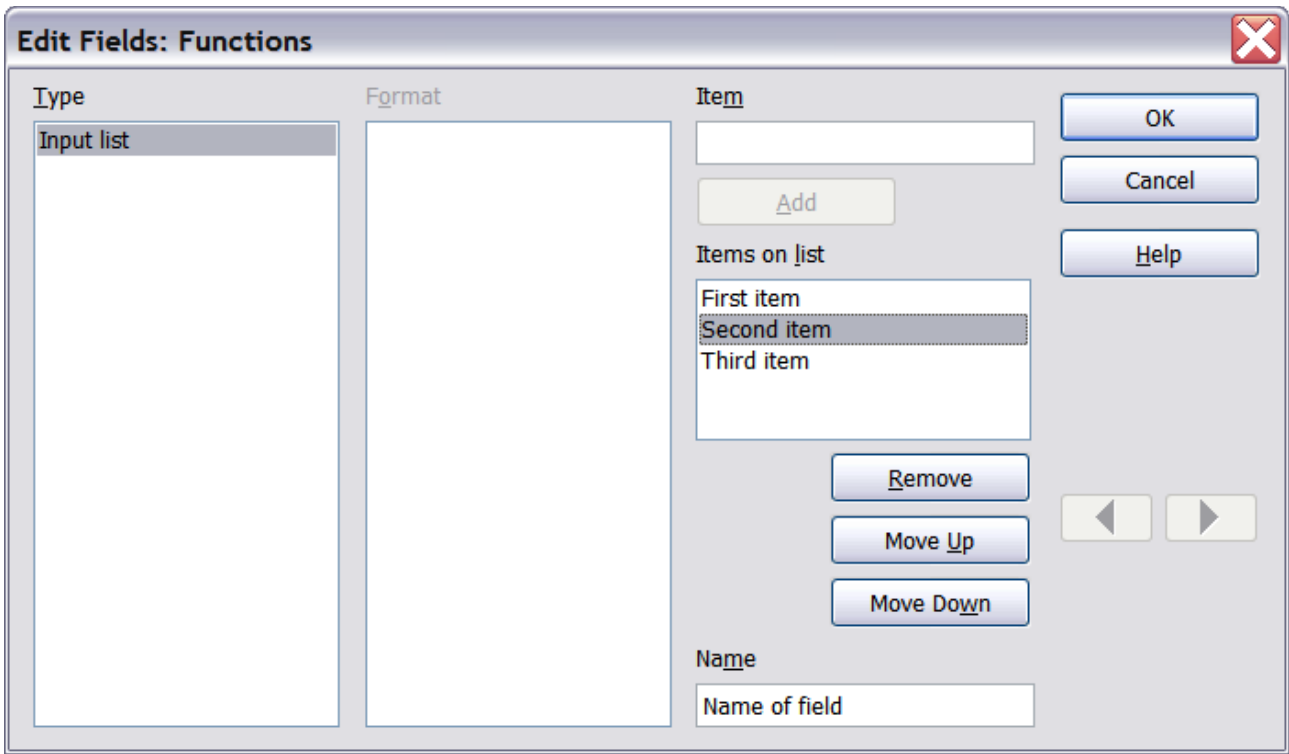 Edit Fields: Functions
Type
Input list
Format
Item
Add
Items on list
First item
Second item
Third item
Remove
Move Up
Move Down
Name
Name of field
OK
Cancel
Help